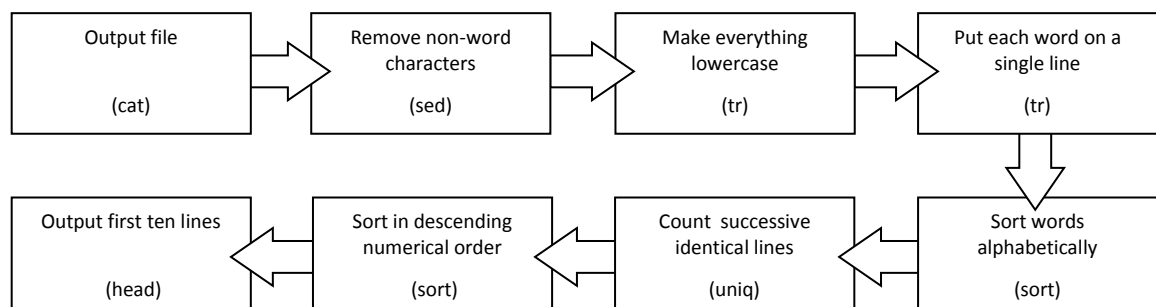 Output file
(cat)
Remove non-word
characters
(sed)
Make everything
lowercase
(tr)
Put each word on a
single line
(tr)
Sort words
alphabetically
(sort)
Count  successive
identical lines
(uniq)
Sort in descending
numerical order
(sort)
Output first ten lines
(head)